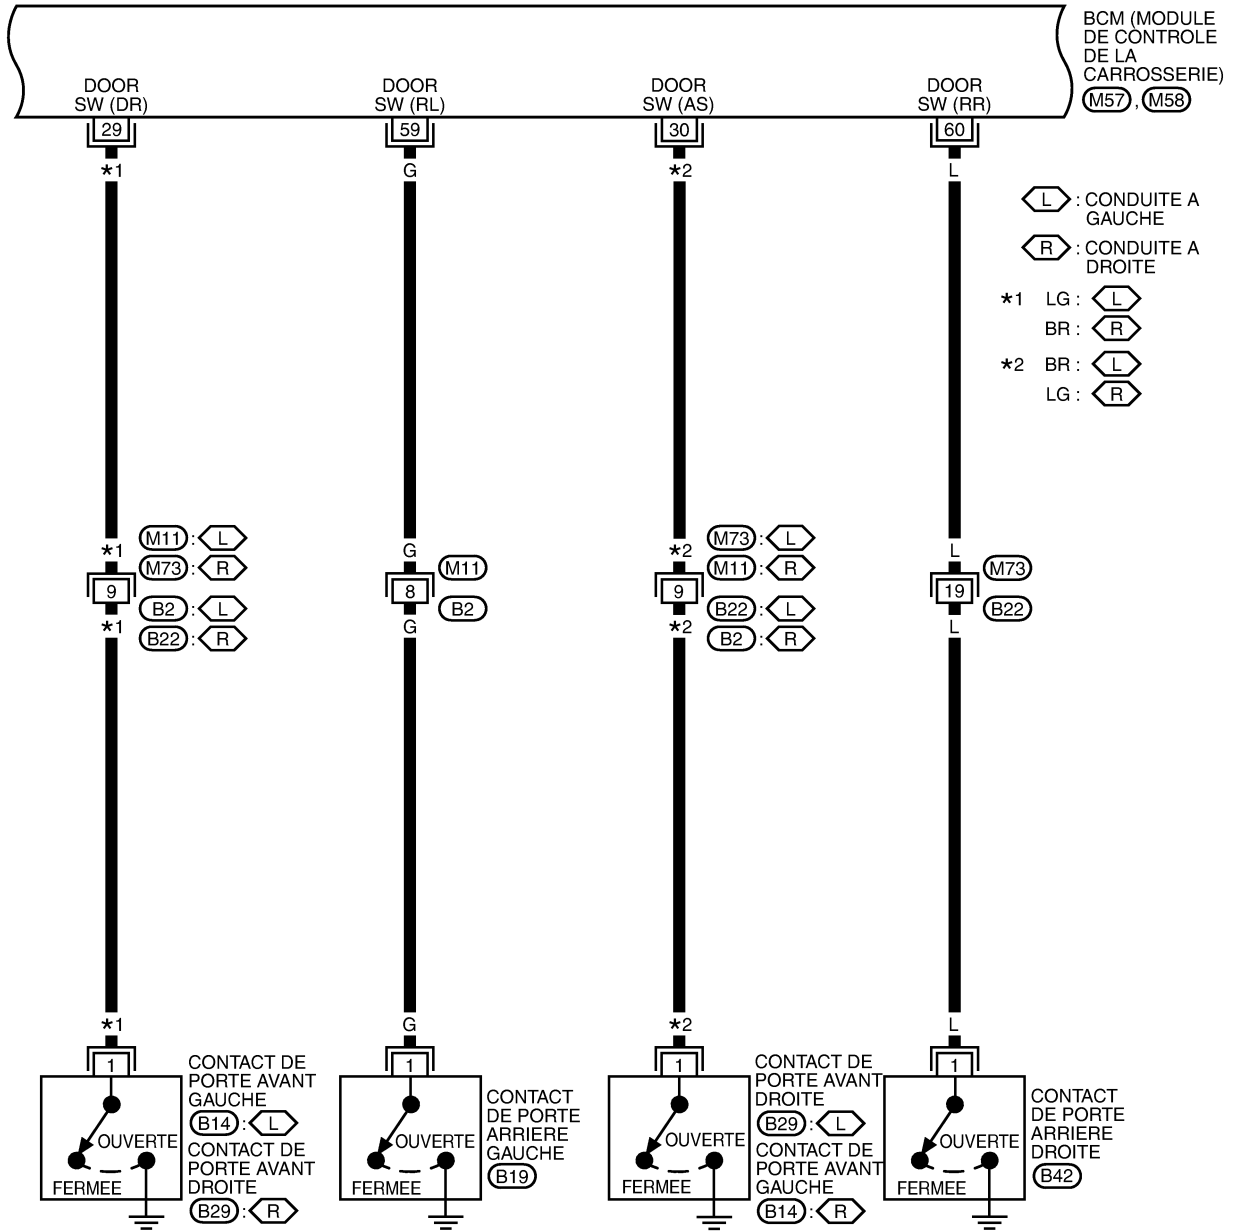 BCM (MODULE
DE CONTROLE
DE LA
CARROSSERIE)
M57 , M58
DOOR
SW (DR)
DOOR
SW (RL)
DOOR
SW (AS)
DOOR
SW (RR)
29
59
30
60
*1
G
*2
L
L : CONDUITE A
GAUCHE
R : CONDUITE A
DROITE
*1 LG : L
BR : R
*2 BR : L
LG : R
*1
M11 : L
M73 : R
9
B2 : L
B22 : R
*1
G
M11
8
B2
G
*2
M73 : L
M11 : R
9
B22 : L
B2 : R
*2
L
M73
19
B22
L
*1
G
*2
L
1
1
1
1
CONTACT DE
PORTE AVANT
GAUCHE
B14 : L
CONTACT DE
PORTE AVANT
DROITE
B29 : R
OUVERTE
FERMEE
CONTACT
DE PORTE
ARRIERE
GAUCHE
B19
OUVERTE
FERMEE
CONTACT DE
PORTE AVANT
DROITE
B29 : L
CONTACT DE
PORTE AVANT
GAUCHE
B14 : R
OUVERTE
FERMEE
CONTACT
DE PORTE
ARRIERE
DROITE
B42
OUVERTE
FERMEE